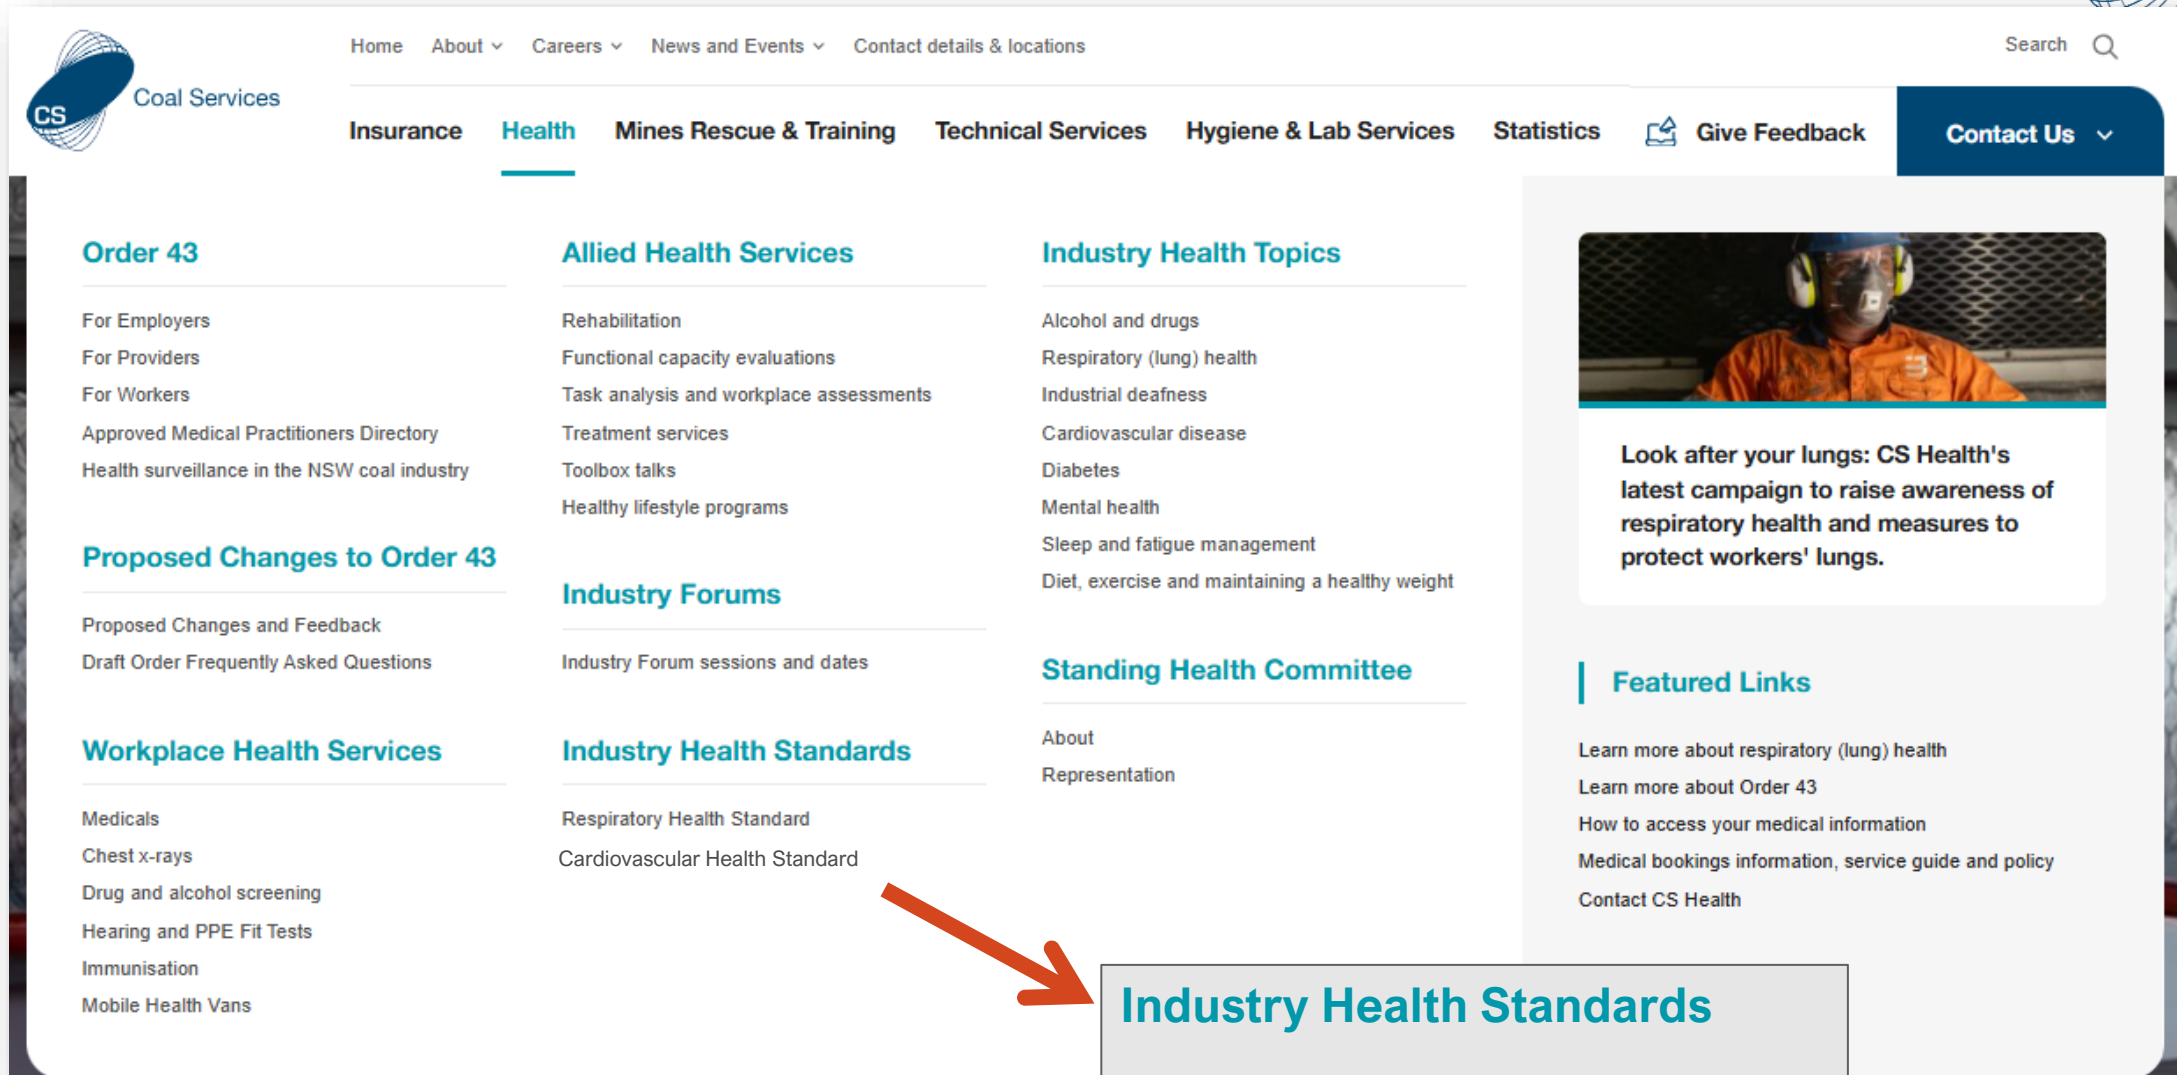 Home About Careers News and Events Contact details & locations
Search
CS Coal Services
Insurance Health Mines Rescue & Training Technical Services Hygiene & Lab Services Statistics Give Feedback Contact Us
Order 43
For Employers
For Providers
For Workers
Approved Medical Practitioners Directory
Health surveillance in the NSW coal industry
Proposed Changes to Order 43
Proposed Changes and Feedback
Draft Order Frequently Asked Questions
Workplace Health Services
Medicals
Chest x-rays
Drug and alcohol screening
Hearing and PPE Fit Tests
Immunisation
Mobile Health Vans
Allied Health Services
Rehabilitation
Functional capacity evaluations
Task analysis and workplace assessments
Treatment services
Toolbox talks
Healthy lifestyle programs
Industry Forums
Industry Forum sessions and dates
Industry Health Standards
Respiratory Health Standard
Cardiovascular Health Standard
Industry Health Topics
Alcohol and drugs
Respiratory (lung) health
Industrial deafness
Cardiovascular disease
Diabetes
Mental health
Sleep and fatigue management
Diet, exercise and maintaining a healthy weight
Standing Health Committee
About
Representation
Look after your lungs: CS Health's
latest campaign to raise awareness of
respiratory health and measures to
protect workers' lungs.
Featured Links
Learn more about respiratory (lung) health
Learn more about Order 43
How to access your medical information
Medical bookings information, service guide and policy
Contact CS Health
Industry Health Standards